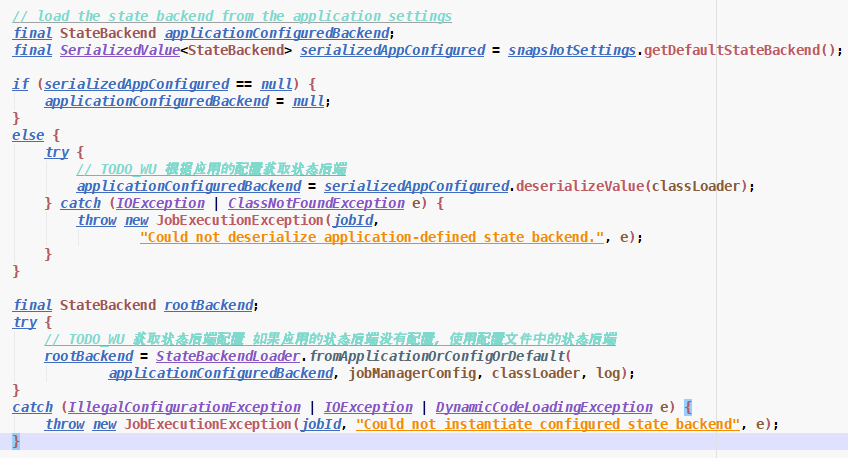 // load the state backend from the application settings
final StateBackend applicationConfiguredBackend;
final SerializedValue<StateBackend> serializedAppConfigured = snapshotSettings.getDefaultStateBackend();
if (serializedAppConfigured == null) {
applicationConfiguredBackend = null;
}
else {
try {
// TODO_WU 根据应用的配置获取状态后端
applicationConfiguredBackend = serializedAppConfigured.deserializeValue(classLoader);
} catch (IOException | ClassNotFoundException e) {
throw new JobExecutionException(jobId,
"Could not deserialize application-defined state backend.", e);
}
}
final StateBackend rootBackend;
try {
// TODO_WU 获取状态后端配置 如果应用的状态后端没有配置, 使用配置文件中的状态后端
rootBackend = StateBackendLoader.fromApplicationOrConfigOrDefault(
applicationConfiguredBackend, jobManagerConfig, classLoader, log);
}
catch (IllegalConfigurationException | IOException | DynamicCodeLoadingException e) {
throw new JobExecutionException(jobId, "Could not instantiate configured state backend", e);
}